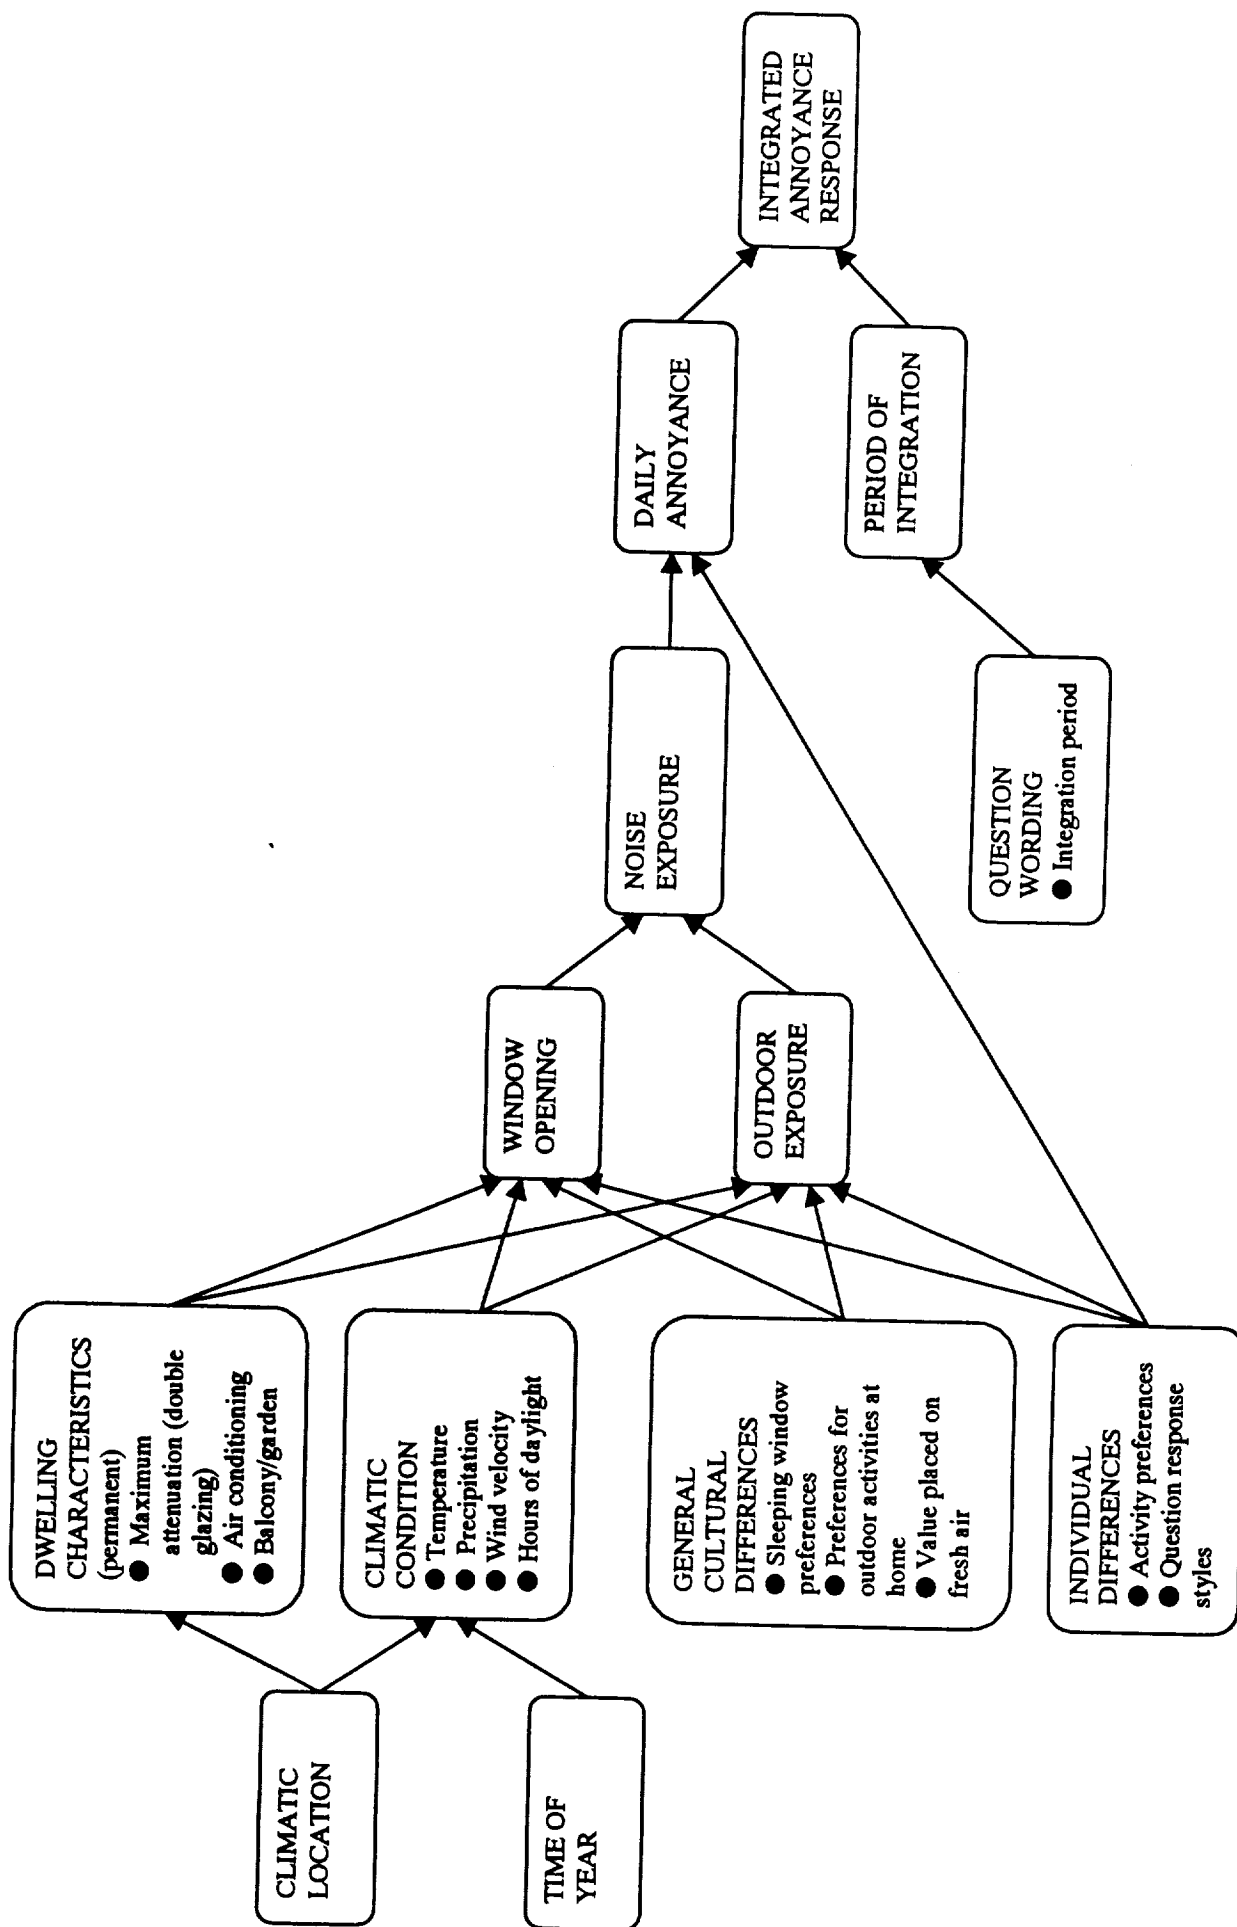 CLIMATIC
LOCATION
TIME OF
YEAR
DWELLING
CHARACTERISTICS
(permanent)
● Maximum
attenuation (double
glazing)
● Air conditioning
● Balcony/garden
CLIMATIC
CONDITION
● Temperature
● Precipitation
● Wind velocity
● Hours of daylight
GENERAL
CULTURAL
DIFFERENCES
● Sleeping window
preferences
● Preferences for
outdoor activities at
home
● Value placed on
fresh air
INDIVIDUAL
DIFFERENCES
● Activity preferences
● Question response
styles
WINDOW
OPENING
OUTDOOR
EXPOSURE
NOISE
EXPOSURE
QUESTION
WORDING
● Integration period
DAILY
ANNOYANCE
PERIOD OF
INTEGRATION
INTEGRATED
ANNOYANCE
RESPONSE